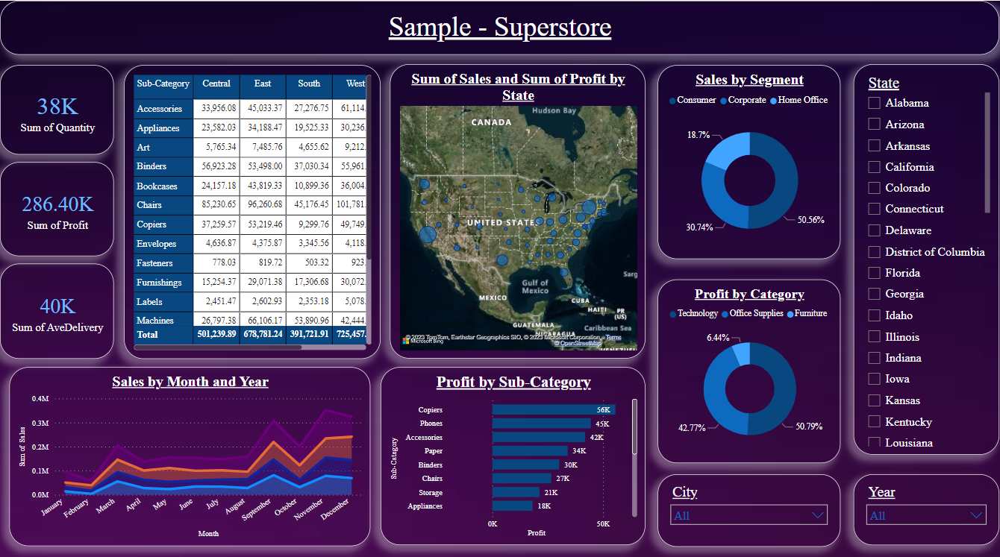 Sample - Superstore
38K
Sum of Quantity
286.40K
Sum of Profit
40K
Sum of AveDelivery
Sub-Category Central East South West
Accessories 33,956.08 45,033.37 27,276.75 61,114.
Appliances 23,582.03 34,188.47 19,525.33 30,236.
Art 5,765.34 7,485.76 4,655.62 9,212.
Binders 56,923.28 53,498.00 37,030.34 55,961.
Bookcases 24,157.18 43,819.33 10,899.36 36,004.
Chairs 85,230.65 96,260.68 45,176.45 101,781.
Copiers 37,259.57 53,219.46 9,299.76 49,749.
Envelopes 4,636.87 4,375.87 3,345.56 4,118.
Fasteners 778.03 819.72 503.32 923.
Furnishings 15,254.37 29,071.38 17,306.68 30,072.
Labels 2,451.47 2,602.93 2,353.18 5,078.
Machines 26,797.38 66,106.17 53,890.96 42,444.
Total 501,239.89 678,781.24 391,721.91 725,457.
Sum of Sales and Sum of Profit by
State
Hudson Bay
CANADA
UNITED STATES
Sarg
Gulf of
Mexico
MEXICO
CUBA
HAITI
PR
(US)
GUATEMALA
Caribbean Sea
NICARAGUA
© 2023 TomTom, Earthstar Geographics SIO, © 2023 Microsoft Corporation, Terms
Microsoft Bing
© OpenStreetMap
Sales by Segment
Consumer Corporate Home Office
18.7%
30.74%
50.56%
Profit by Category
Technology Office Supplies Furniture
6.44%
42.77%
50.79%
State
Alabama
Arizona
Arkansas
California
Colorado
Connecticut
Delaware
District of Columbia
Florida
Georgia
Idaho
Illinois
Indiana
Iowa
Kansas
Kentucky
Louisiana
Sales by Month and Year
0.4M
0.3M
0.2M
0.1M
0.0M
Sum of Sales
January
February
March
April
May
June
July
August
September
October
November
December
Month
Profit by Sub-Category
Sub-Category
Copiers 56K
Phones 45K
Accessories 42K
Paper 34K
Binders 30K
Chairs 27K
Storage 21K
Appliances 18K
0K 50K
Profit
City
All
Year
All